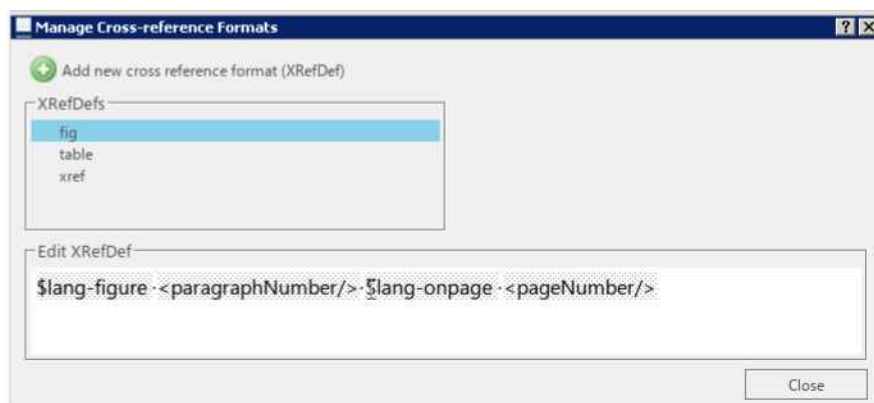 Manage Cross-reference Formats
Add new cross reference format (XRefDef)
XRefDefs
fig
table
xref
Edit XRefDef
$lang-figure ·<paragraphNumber/>·$lang-onpage ·<pageNumber/>
Close